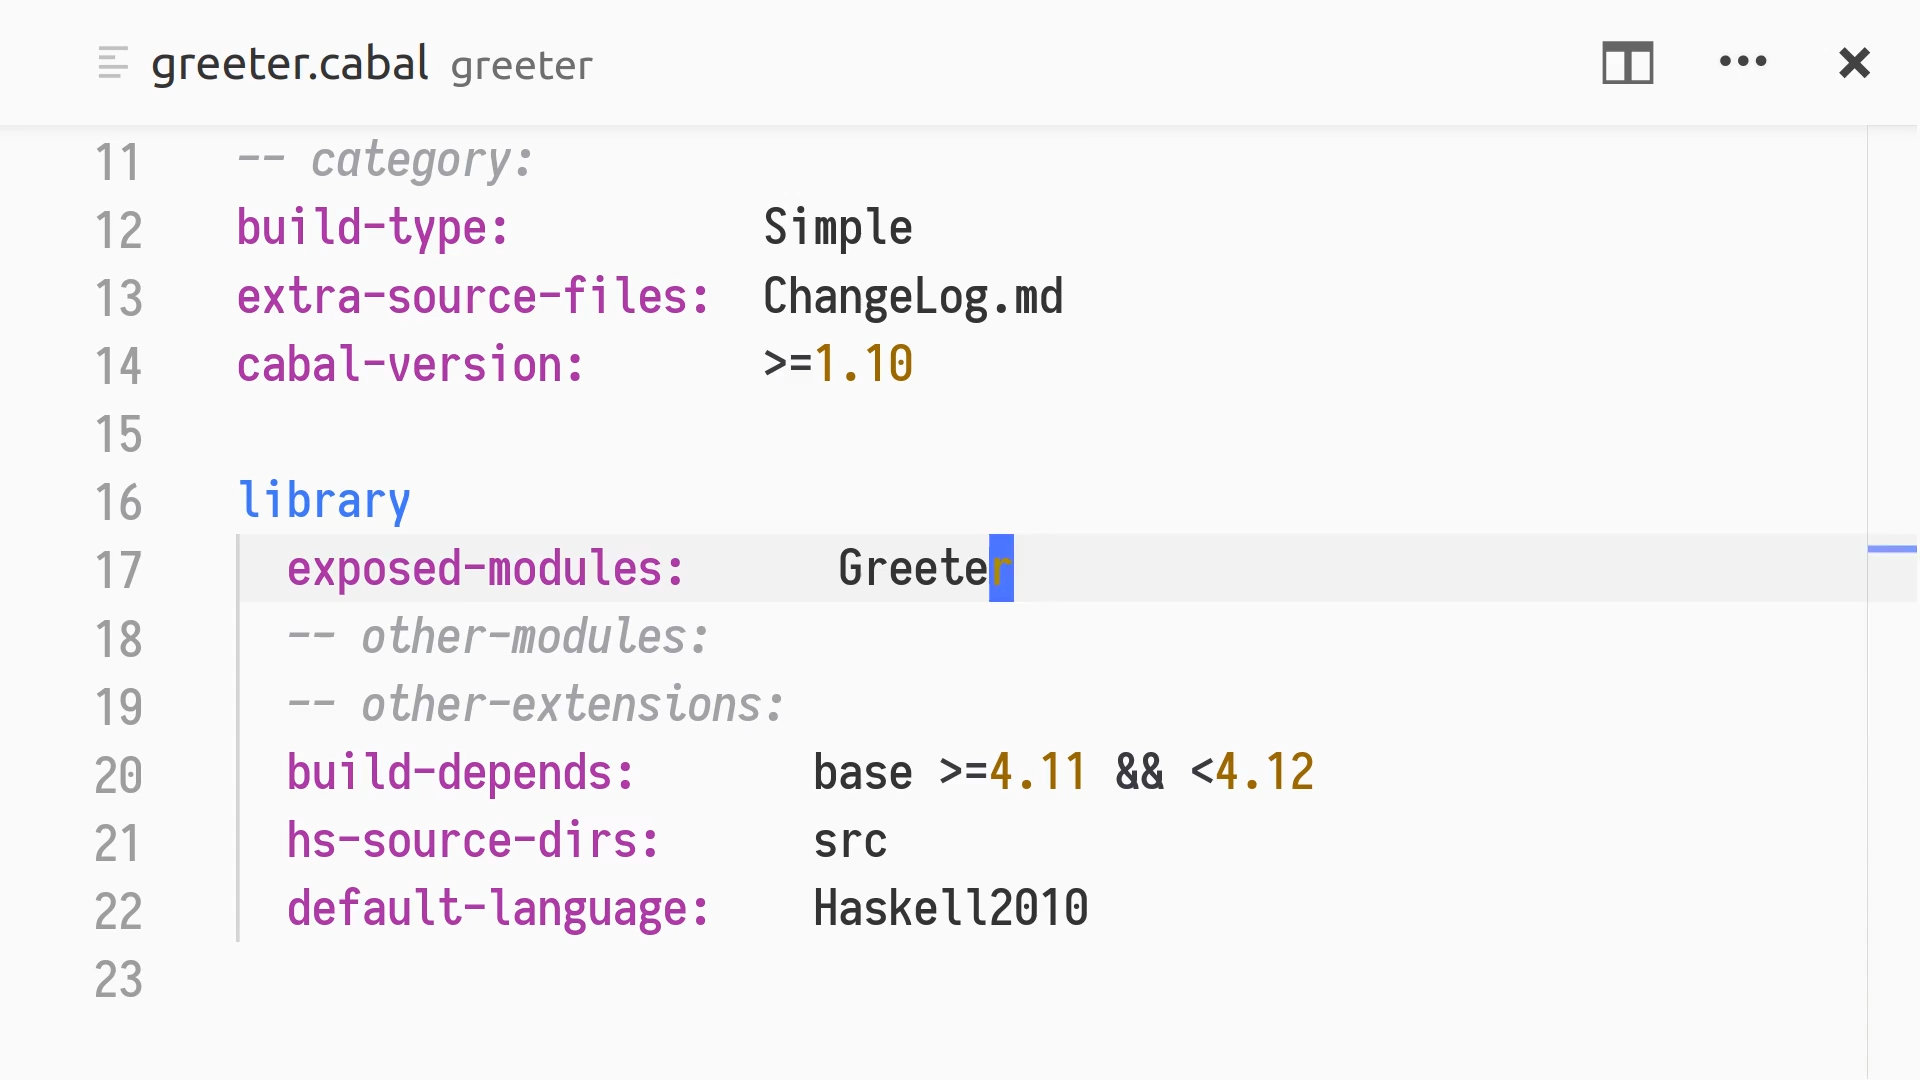 greeter.cabal greeter
11 -- category:
12 build-type: Simple
13 extra-source-files: ChangeLog.md
14 cabal-version: >=1.10
15
16 library
17 exposed-modules: Greeter
18 -- other-modules:
19 -- other-extensions:
20 build-depends: base >=4.11 && <4.12
21 hs-source-dirs: src
22 default-language: Haskell2010
23